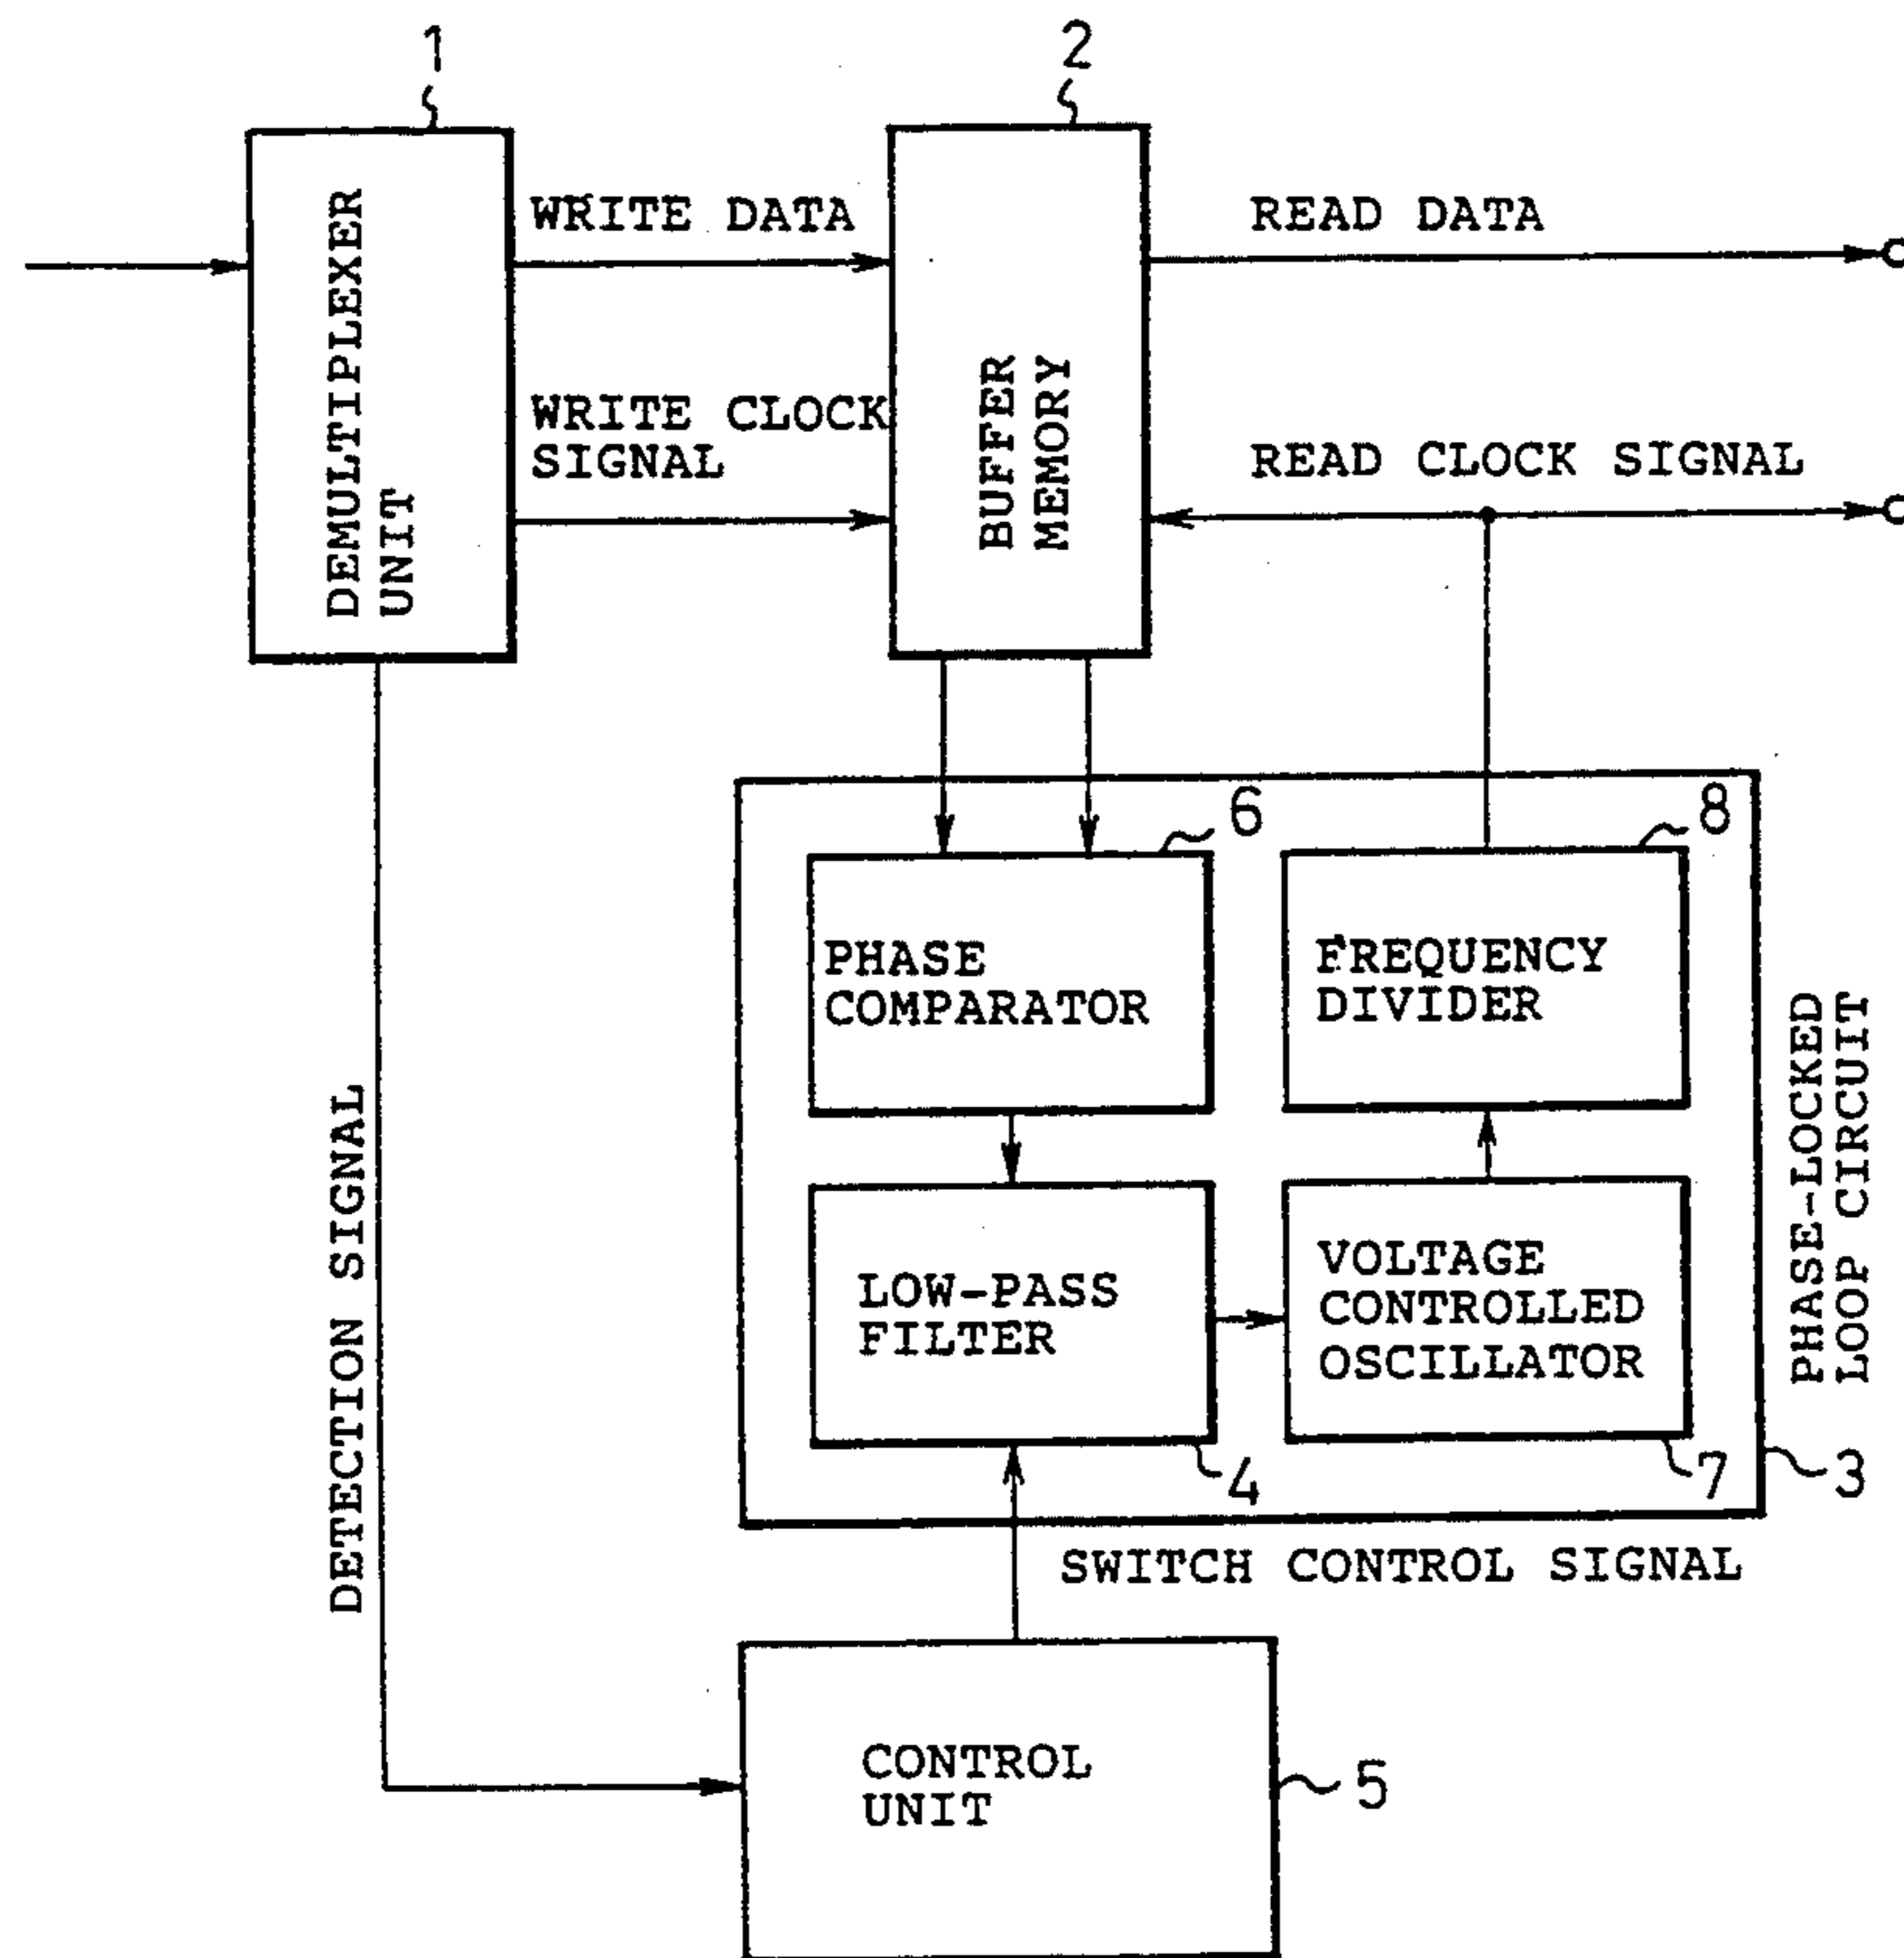 1
2
DEMULTIPLEXER
UNIT
WRITE DATA
WRITE CLOCK
SIGNAL
BUFFER
MEMORY
READ DATA
READ CLOCK SIGNAL
6
8
PHASE
COMPARATOR
FREQUENCY
DIVIDER
LOW-PASS
FILTER
VOLTAGE
CONTROLLED
OSCILLATOR
4
7
3
PHASE-LOCKED
LOOP CIRCUIT
DETECTION SIGNAL
SWITCH CONTROL SIGNAL
CONTROL
UNIT
5